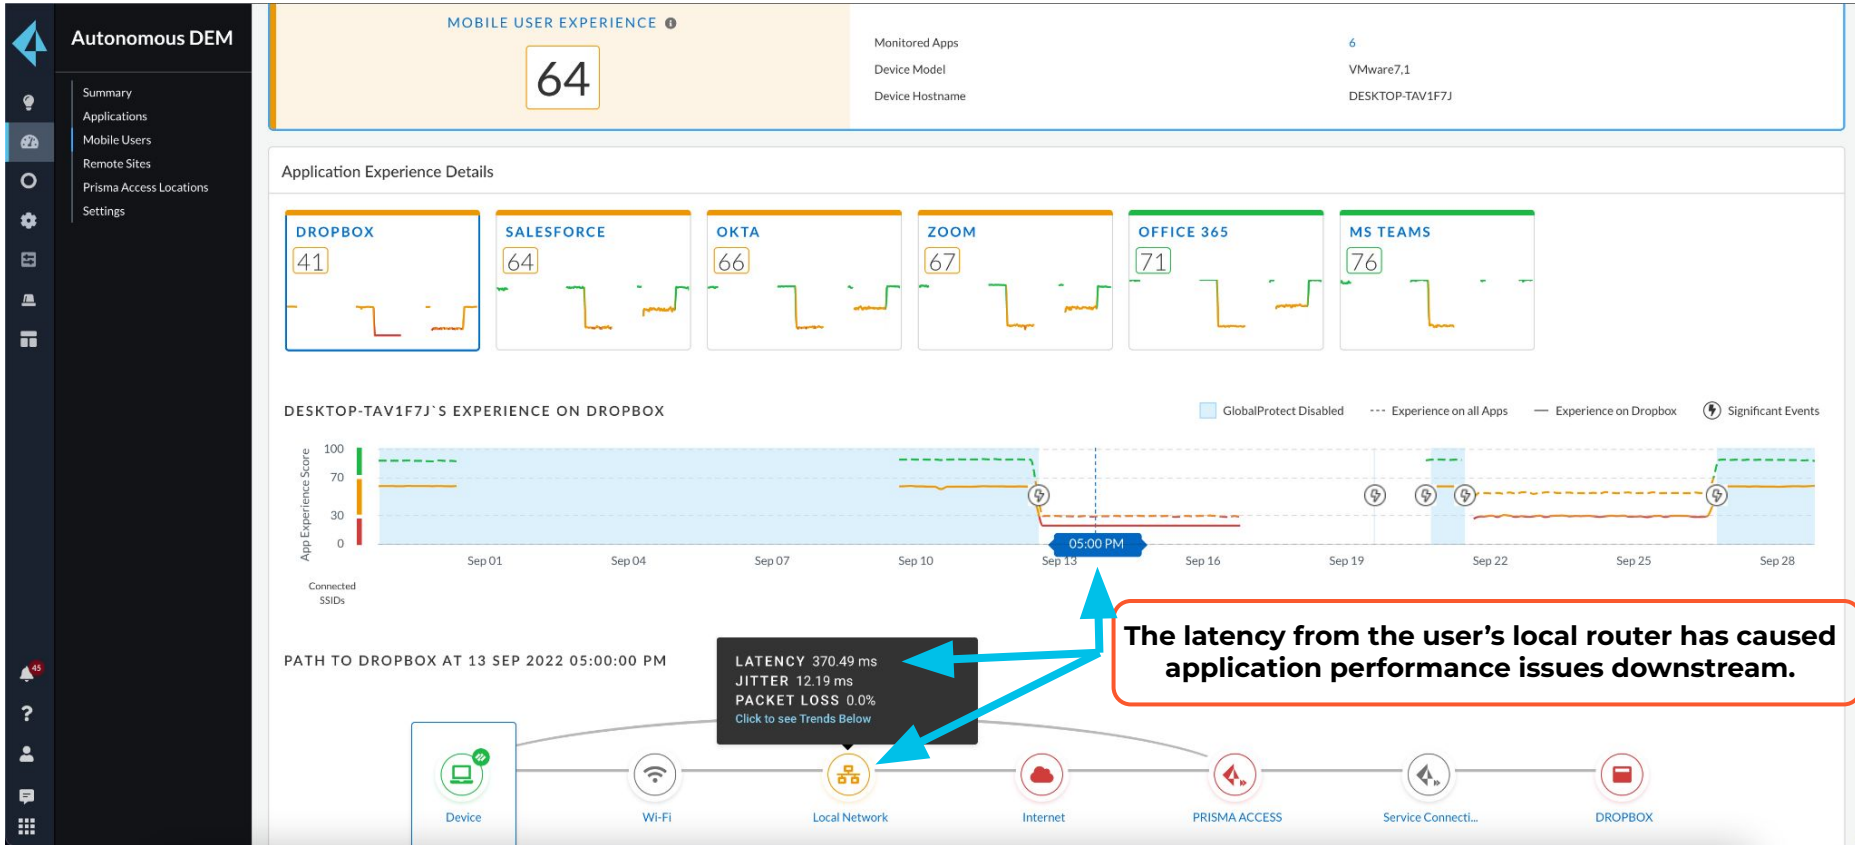 Autonomous DEM
Summary
Applications
Mobile Users
Remote Sites
Prisma Access Locations
Settings
45
MOBILE USER EXPERIENCE
64
Monitored Apps 6
Device Model VMware7,1
Device Hostname DESKTOP-TAV1F7J
Application Experience Details
DROPBOX
41
SALESFORCE
64
OKTA
66
ZOOM
67
OFFICE 365
71
MS TEAMS
76
DESKTOP-TAV1F7J`S EXPERIENCE ON DROPBOX
GlobalProtect Disabled
Experience on all Apps
Experience on Dropbox
Significant Events
App Experience Score
100
70
30
0
05:00 PM
Sep 01 Sep 04 Sep 07 Sep 10 Sep 13 Sep 16 Sep 19 Sep 22 Sep 25 Sep 28
Connected
SSIDs
The latency from the user’s local router has caused
application performance issues downstream.
PATH TO DROPBOX AT 13 SEP 2022 05:00:00 PM
LATENCY 370.49 ms
JITTER 12.19 ms
PACKET LOSS 0.0%
Click to see Trends Below
Device
Wi-Fi
Local Network
Internet
PRISMA ACCESS
Service Connecti...
DROPBOX